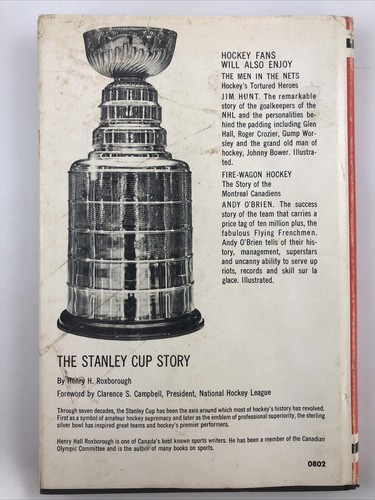 HOCKEY FANS
WILL ALSO ENJOY
THE MEN IN THE NETS
Hockey's Tortured Heroes
JIM HUNT. The remarkable
story of the goalkeepers of the
NHL and the personalities be-
hind the padding including Glen
Hall, Roger Crozier, Gump Wor-
sley and the grand old man of
hockey, Johnny Bower. Illustra-
ted.
FIRE-WAGON HOCKEY
The Story of the
Montreal Canadiens
ANDY O'BRIEN. The success
story of the team that carries a
price tag of ten million plus, the
fabulous Flying Frenchmen.
Andy O'Brien tells of their his-
tory, management, superstars
and uncanny ability to serve up
riots, records and skill sur la
glace. Illustrated.
THE STANLEY CUP STORY
By Henry H. Roxborough
Foreword by Clarence S. Campbell, President, National Hockey League
Through seven decades, the Stanley Cup has been the axis around which most of hockey's history has revolved.
First as a symbol of amateur hockey supremacy and later as the emblem of professional superiority, the sterling
silver bowl has inspired great teams and hockey's premier performers.
Henry Hall Roxborough is one of Canada's best known sports writers. He has been a member of the Canadian
Olympic Committee and is the author of many books on sports.
0802